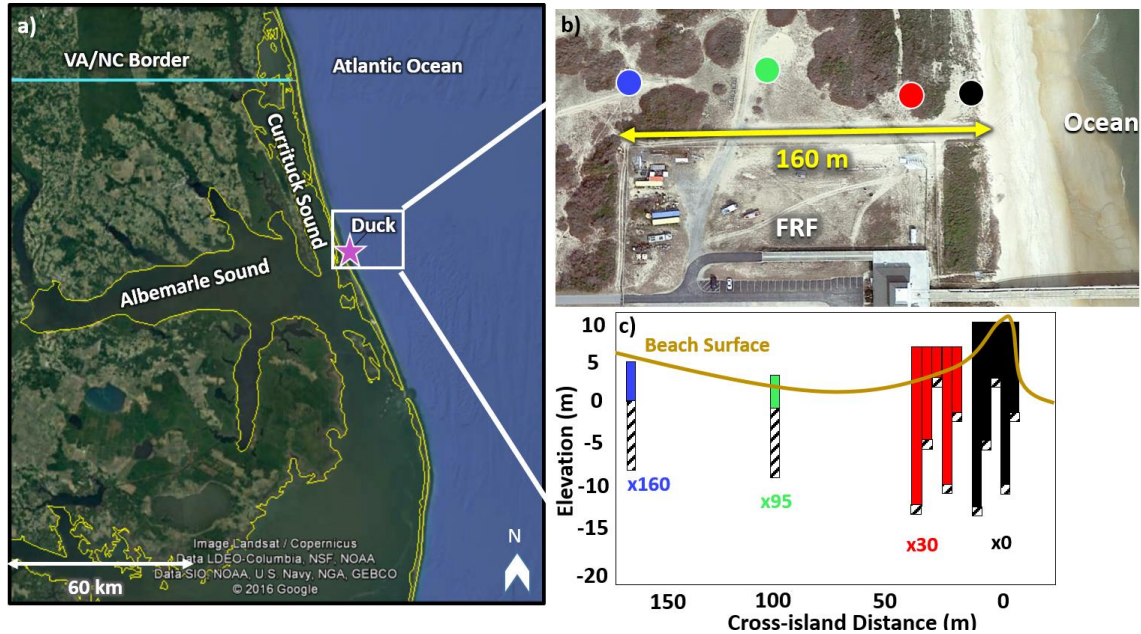 a)
VA/NC Border
Atlantic Ocean
Currituck Sound
Duck
Albemarle Sound
N
Image Landsat / Copernicus
Data LDEO-Columbia, NSF, NOAA
Data SIO, NOAA, U.S. Navy, NGA, GEBCO
© 2016 Google
60 km
b)
Ocean
160 m
FRF
c)
Beach Surface
Elevation (m)
10
5
0
-5
-10
-15
-20
x160
x95
x30
x0
150
100
50
0
Cross-island Distance (m)